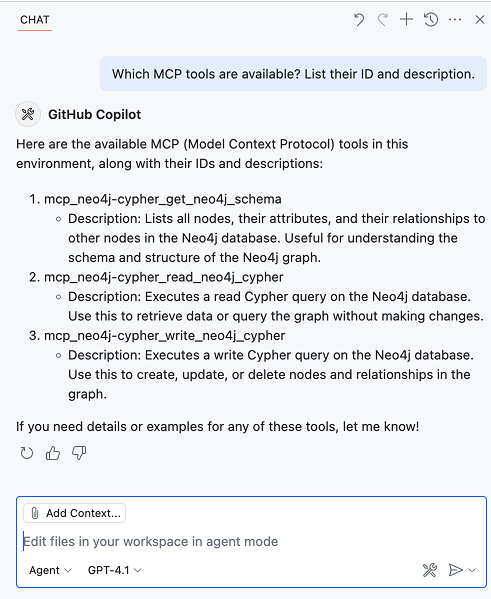 CHAT
Which MCP tools are available? List their ID and description.
GitHub Copilot
Here are the available MCP (Model Context Protocol) tools in this
environment, along with their IDs and descriptions:
1. mcp_neo4j-cypher_get_neo4j_schema
Description: Lists all nodes, their attributes, and their relationships to
other nodes in the Neo4j database. Useful for understanding the
schema and structure of the Neo4j graph.
2. mcp_neo4j-cypher_read_neo4j_cypher
Description: Executes a read Cypher query on the Neo4j database.
Use this to retrieve data or query the graph without making changes.
3. mcp_neo4j-cypher_write_neo4j_cypher
Description: Executes a write Cypher query on the Neo4j database.
Use this to create, update, or delete nodes and relationships in the
graph.
If you need details or examples for any of these tools, let me know!
Add Context...
Edit files in your workspace in agent mode
Agent GPT-4.1